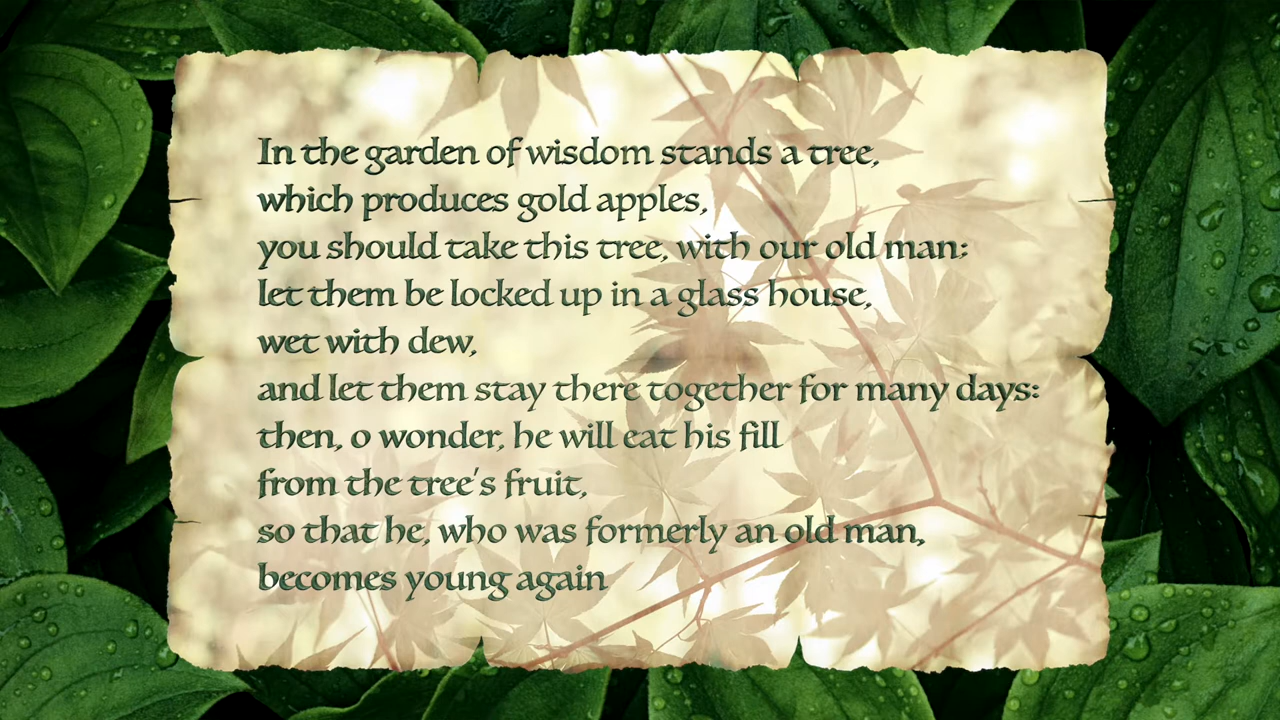 In the garden of wisdom stands a tree,
which produces gold apples,
you should take this tree, with our old man:
let them be locked up in a glass house,
wet with dew,
and let them stay there together for many days:
then, o wonder, he will eat his fill
from the tree's fruit,
so that he, who was formerly an old man,
becomes young again